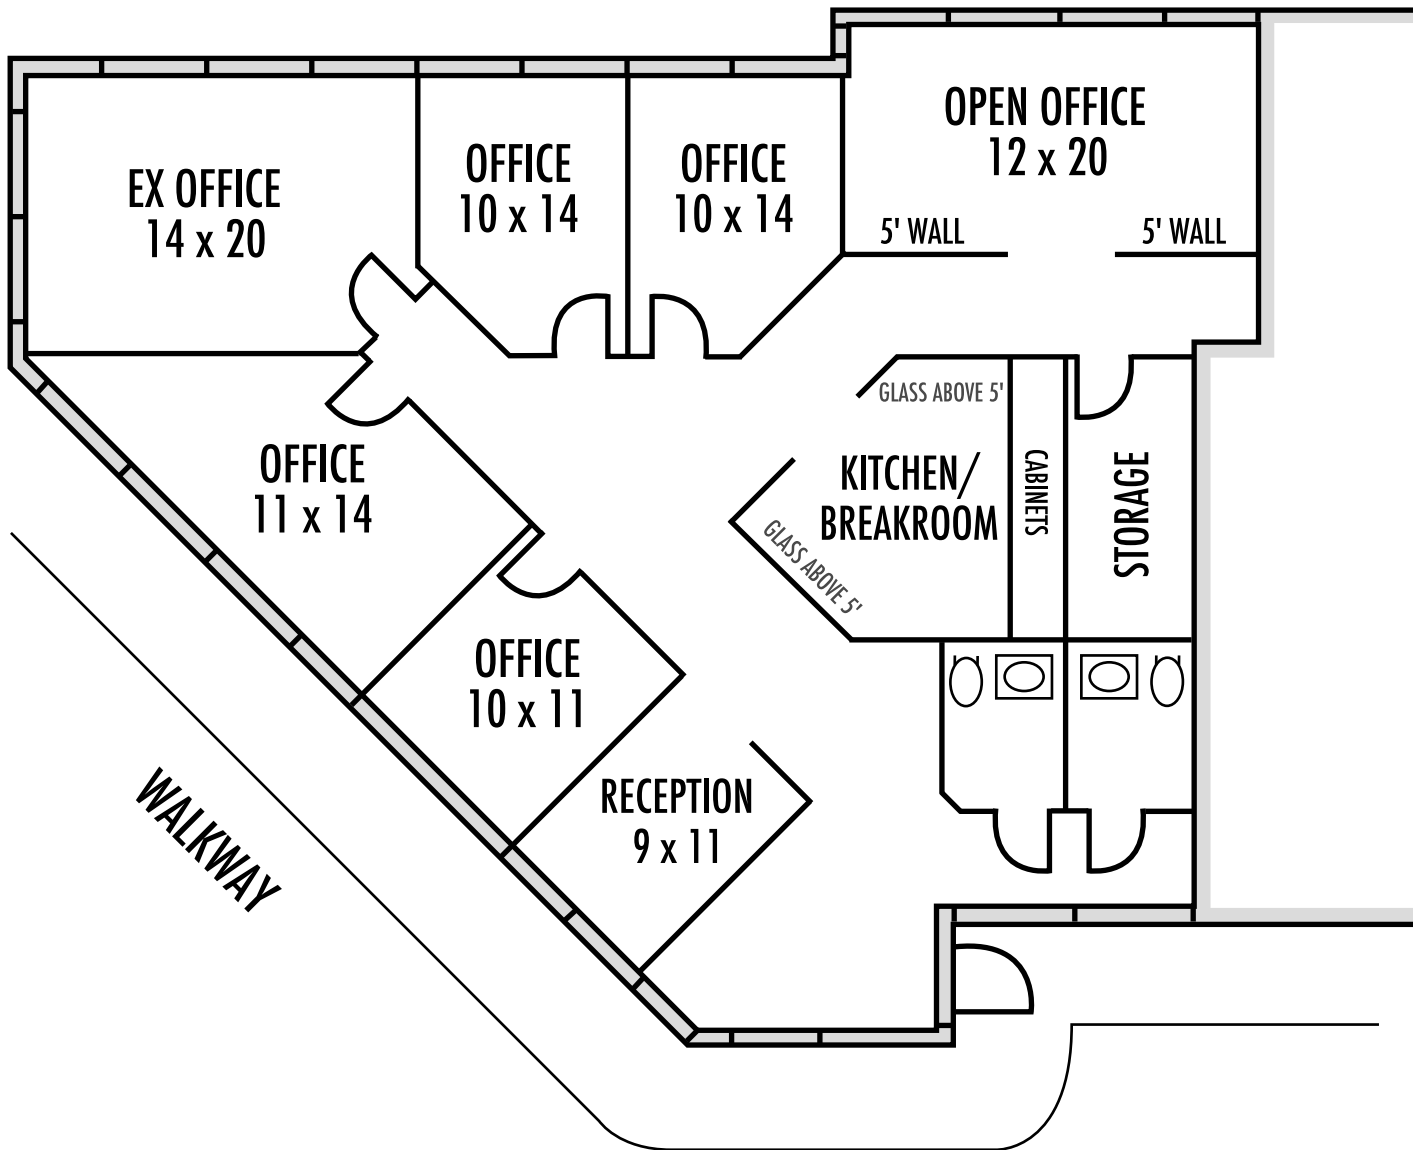 OPEN OFFICE
12 x 20
5' WALL
5' WALL
OFFICE
10 x 14
OFFICE
10 x 14
EX OFFICE
14 x 20
GLASS ABOVE 5'
OFFICE
11 x 14
KITCHEN/
BREAKROOM
CABINETS
STORAGE
GLASS ABOVE 5'
OFFICE
10 x 11
RECEPTION
9 x 11
WALKWAY